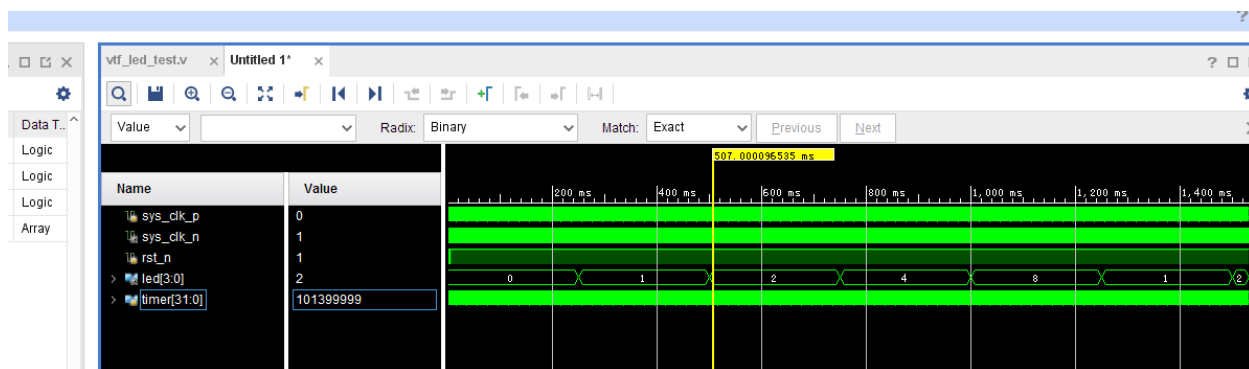 ?
vtf_led_test.v × Untitled 1* × ?
Data T..
Value Radix: Binary Match: Exact Previous Next
Logic
507.000096535 ms
Logic
Name Value 200 ms 400 ms 600 ms 800 ms 1,000 ms 1,200 ms 1,400 ms
Logic
sys_clk_p 0
Array
sys_clk_n 1
rst_n 1
led[3:0] 2 0 1 2 4 8 1 2
timer[31:0] 101399999